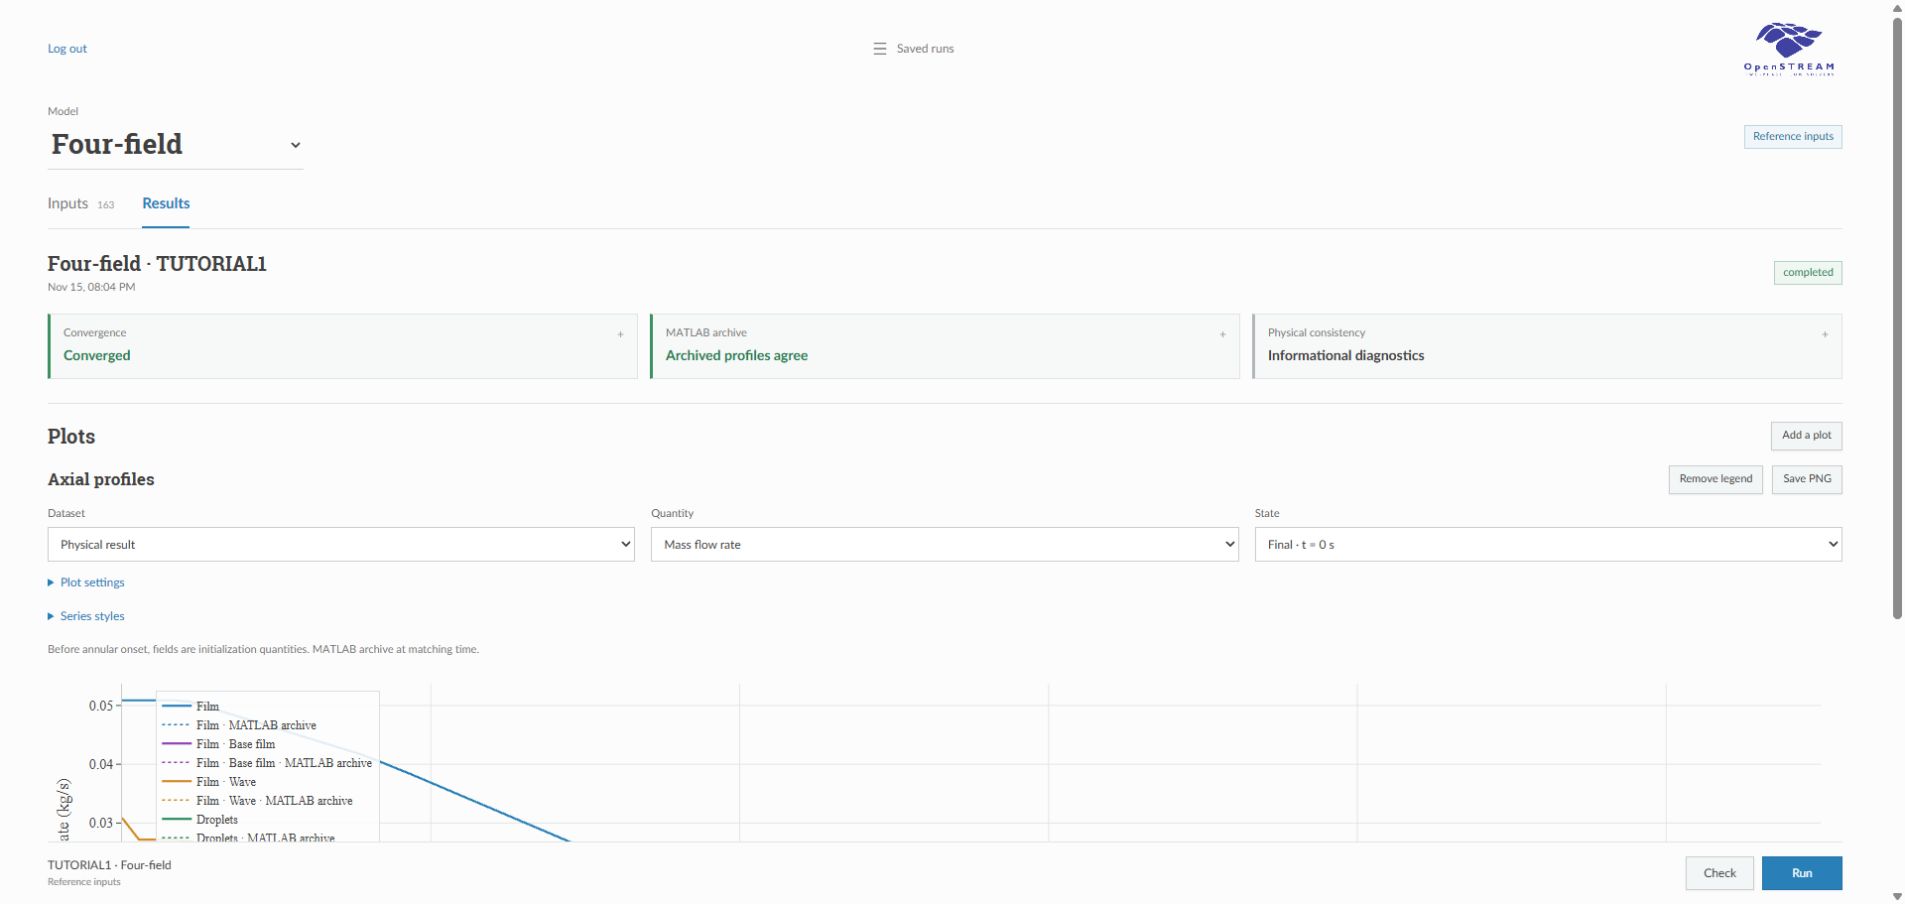 Log out
Saved runs
OpenSTREAM
Model
Four-field
Reference inputs
Inputs 163
Results
Four-field · TUTORIAL1
Nov 15, 08:04 PM
completed
Convergence +
Converged
MATLAB archive +
Archived profiles agree
Physical consistency +
Informational diagnostics
Plots
Add a plot
Axial profiles
Remove legend
Save PNG
Dataset
Physical result
Quantity
Mass flow rate
State
Final · t = 0 s
Plot settings
Series styles
Before annular onset, fields are initialization quantities. MATLAB archive at matching time.
0.05
0.04
0.03
ate (kg/s)
Film
Film · MATLAB archive
Film · Base film
Film · Base film · MATLAB archive
Film · Wave
Film · Wave · MATLAB archive
Droplets
Droplets · MATLAB archive
TUTORIAL1 · Four-field
Reference inputs
Check
Run